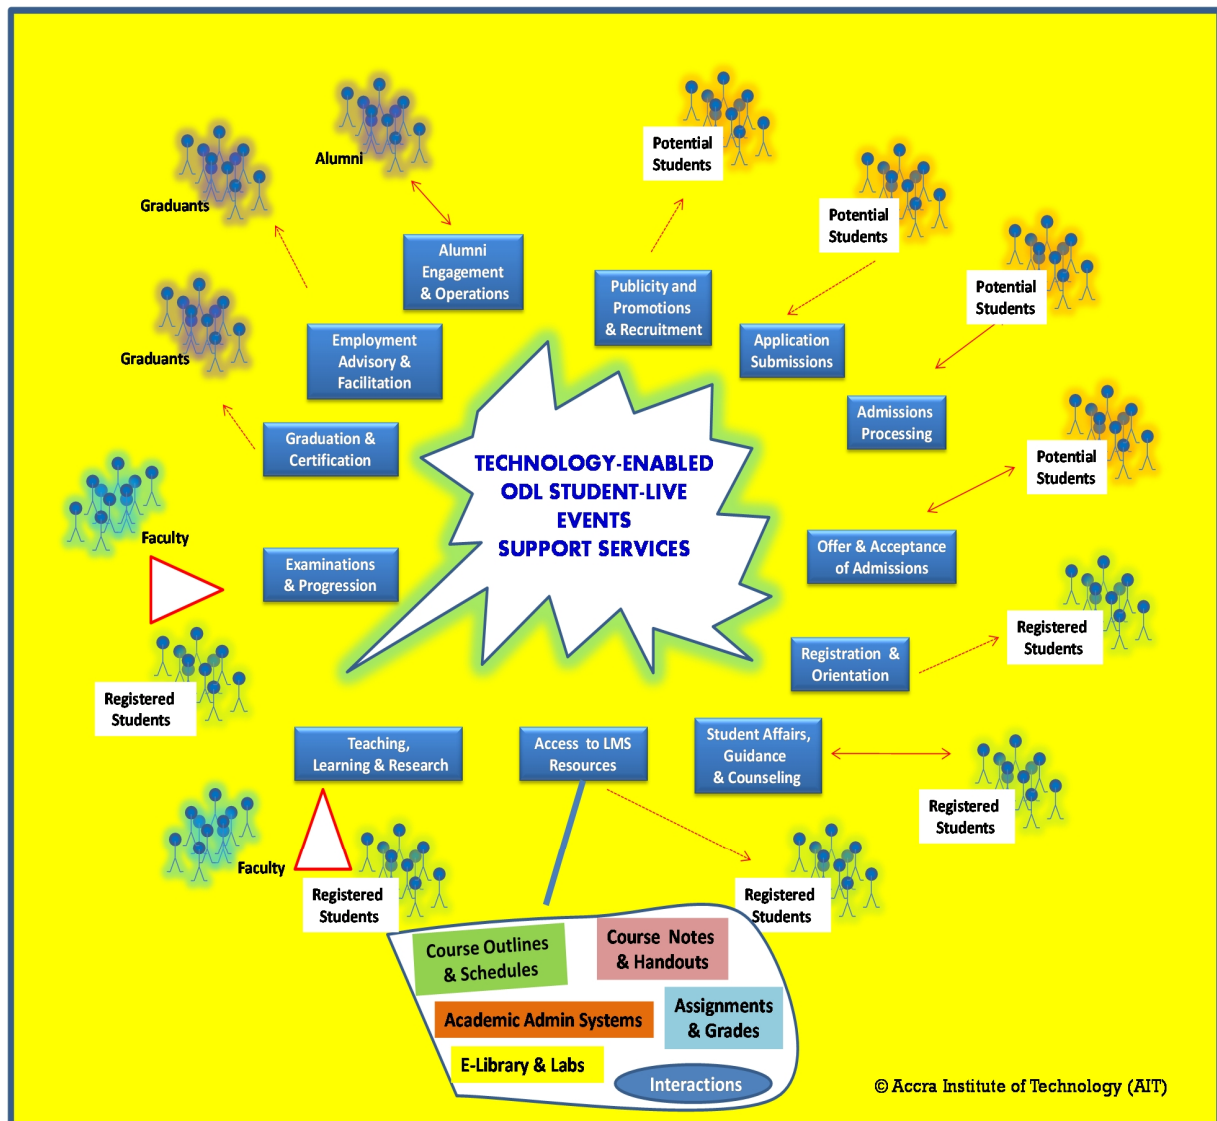 Alumni
Potential
Students
Graduants
Potential
Students
Alumni
Engagement
& Operations
Publicity and
Promotions
& Recruitment
Potential
Students
Employment
Advisory &
Facilitation
Application
Submissions
Graduants
Admissions
Processing
Graduation &
Certification
Potential
Students
TECHNOLOGY-ENABLED
ODL STUDENT-LIVE
EVENTS
SUPPORT SERVICES
Faculty
Offer & Acceptance
of Admissions
Examinations
& Progression
Registered
Students
Registration &
Orientation
Registered
Students
Teaching,
Learning & Research
Access to LMS
Resources
Student Affairs,
Guidance
& Counseling
Registered
Students
Faculty
Registered
Students
Registered
Students
Course Outlines
& Schedules
Course Notes
& Handouts
Academic Admin Systems
Assignments
& Grades
E-Library & Labs
Interactions
© Accra Institute of Technology (AIT)